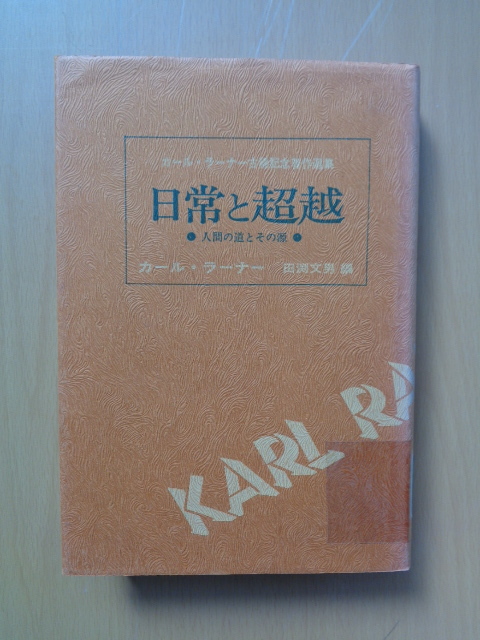 カール・ラーナー古稀記念著作選集
日常と超越
人間の道とその源
カール・ラーナー 田淵文男 編
KARL RA